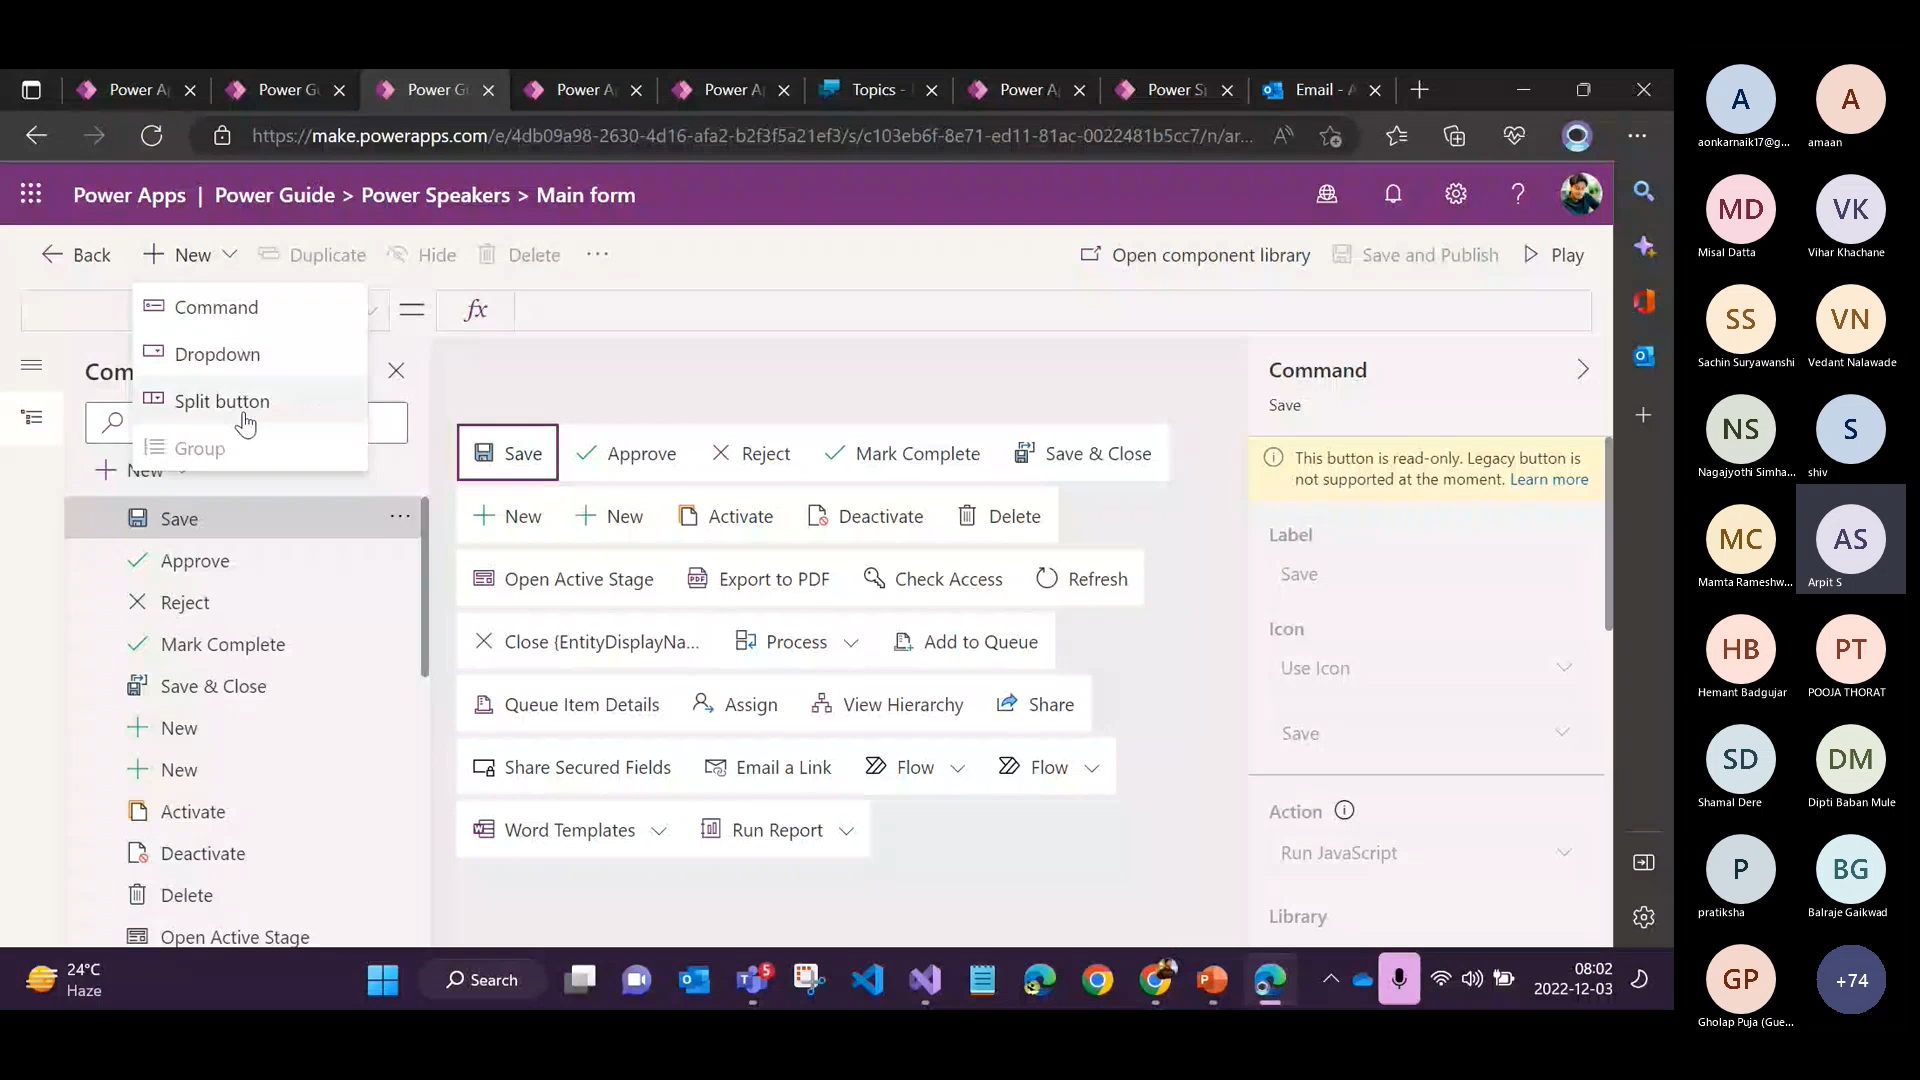 Power A
Power G
Power G
Power A
Power A
Topics -
Power A
Power S
Email - A
https://make.powerapps.com/e/4db09a98-2630-4d16-afa2-b2f3f5a21ef3/s/c103eb6f-8e71-ed11-81ac-0022481b5cc7/n/ar...
Power Apps | Power Guide > Power Speakers > Main form
Back
New
Duplicate
Hide
Delete
Open component library
Save and Publish
Play
Command
Dropdown
Split button
Group
fx
Com
New
Save
Approve
Reject
Mark Complete
Save & Close
New
New
Activate
Deactivate
Delete
Open Active Stage
Save
Approve
Reject
Mark Complete
Save & Close
New
New
Activate
Deactivate
Delete
Open Active Stage
Export to PDF
Check Access
Refresh
Close {EntityDisplayNa...
Process
Add to Queue
Queue Item Details
Assign
View Hierarchy
Share
Share Secured Fields
Email a Link
Flow
Flow
Word Templates
Run Report
Command
Save
This button is read-only. Legacy button is
not supported at the moment. Learn more
Label
Save
Icon
Use Icon
Save
Action
Run JavaScript
Library
24°C
Haze
Search
5
08:02
2022-12-03
A
aonkarnaik17@g...
A
amaan
MD
Misal Datta
VK
Vihar Khachane
SS
Sachin Suryawanshi
VN
Vedant Nalawade
NS
Nagajyothi Simha...
S
shiv
MC
Mamta Rameshw...
AS
Arpit S
HB
Hemant Badgujar
PT
POOJA THORAT
SD
Shamal Dere
DM
Dipti Baban Mule
P
pratiksha
BG
Balraje Gaikwad
GP
Gholap Puja (Gue...
+74